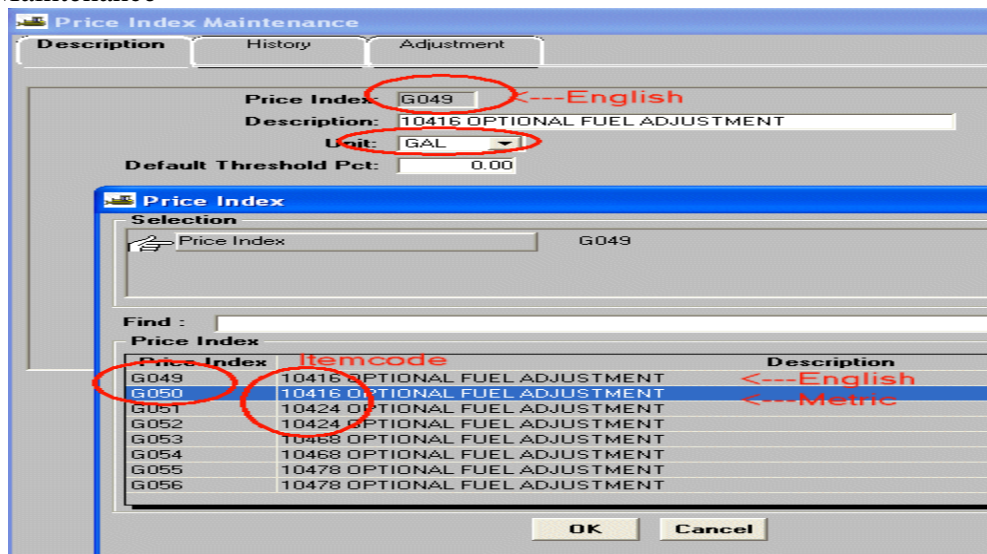 Price Index Maintenance
Description History Adjustment
Price Index: G049 <---English
Description: 10416 OPTIONAL FUEL ADJUSTMENT
Unit: GAL
Default Threshold Pct: 0.00
Price Index
Selection
Price Index G049
Find :
Price Index
Price Index Itemcode Description
G049 10416 OPTIONAL FUEL ADJUSTMENT <---English
G050 10416 OPTIONAL FUEL ADJUSTMENT <---Metric
G051 10424 OPTIONAL FUEL ADJUSTMENT
G052 10424 OPTIONAL FUEL ADJUSTMENT
G053 10468 OPTIONAL FUEL ADJUSTMENT
G054 10468 OPTIONAL FUEL ADJUSTMENT
G055 10478 OPTIONAL FUEL ADJUSTMENT
G056 10478 OPTIONAL FUEL ADJUSTMENT
OK Cancel